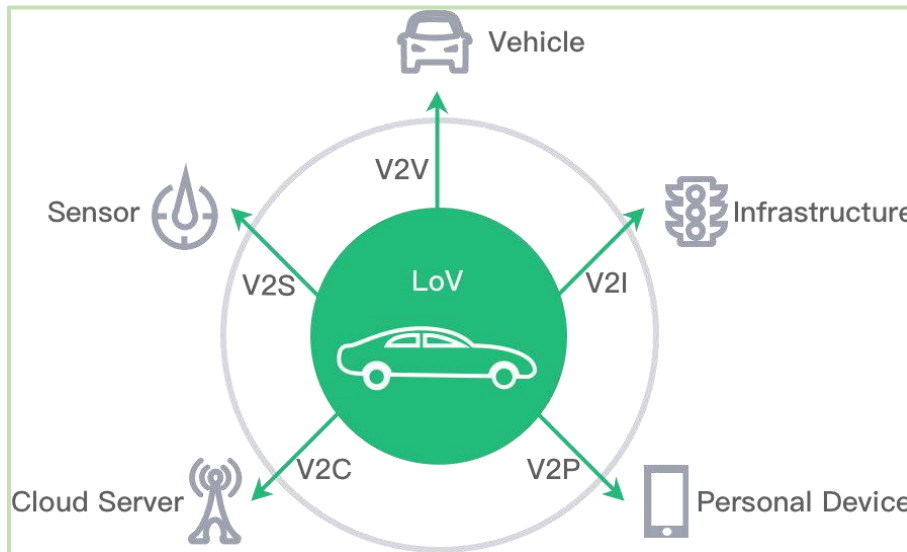 Vehicle
V2V
Sensor
Infrastructure
V2S
LoV
V2I
V2C
V2P
Cloud Server
Personal Device